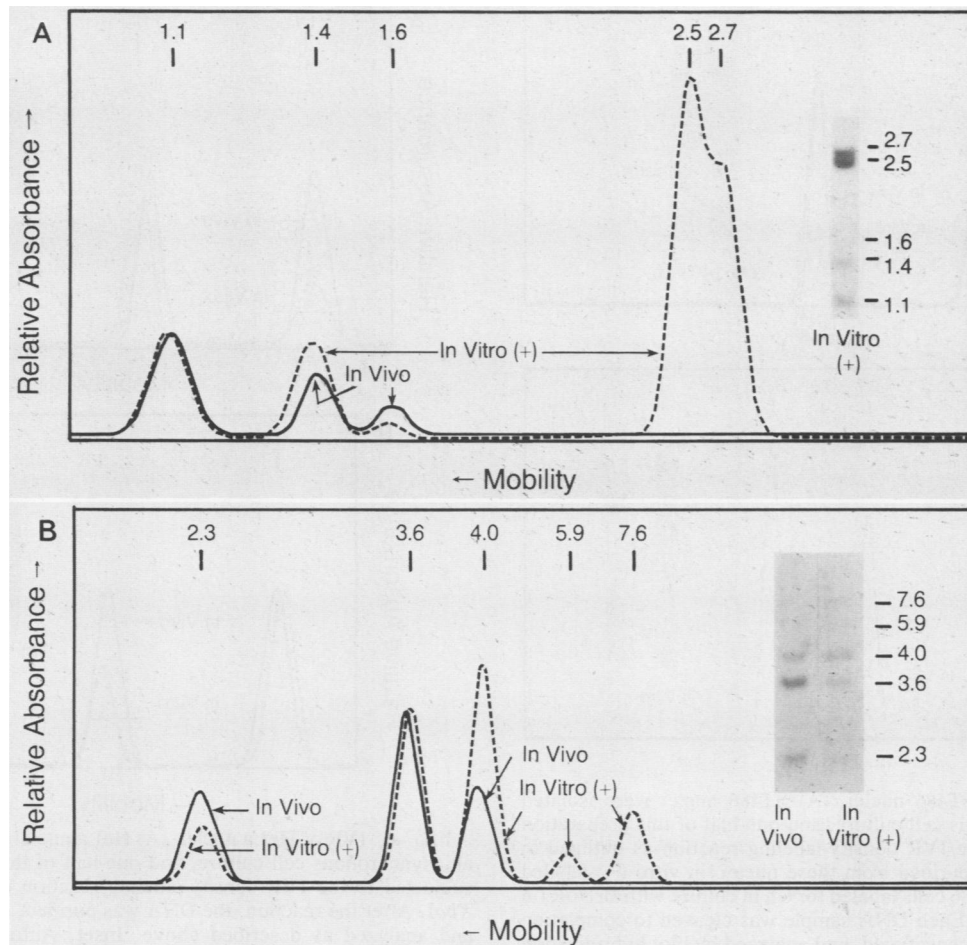 A
1.1 1.4 1.6 2.5 2.7
Relative Absorbance →
In Vitro (+)
In Vivo
2.7
2.5
1.6
1.4
1.1
In Vitro
(+)
← Mobility
B
2.3 3.6 4.0 5.9 7.6
Relative Absorbance →
In Vivo
In Vitro (+)
In Vivo
In Vitro (+)
7.6
5.9
4.0
3.6
2.3
In In
Vivo Vitro (+)
← Mobility